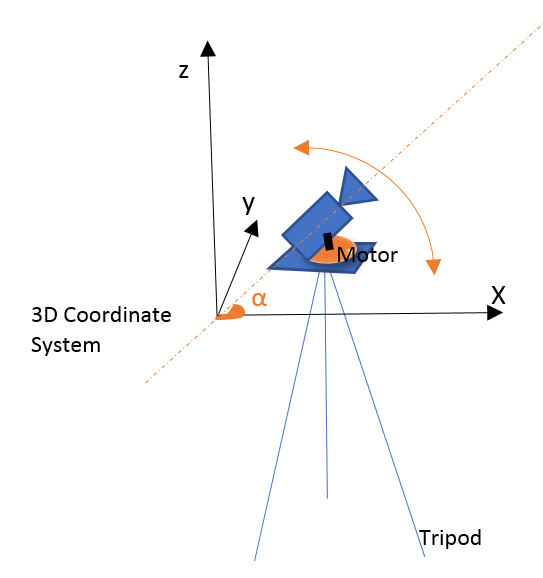 z
y
Motor
α
X
3D Coordinate
System
Tripod